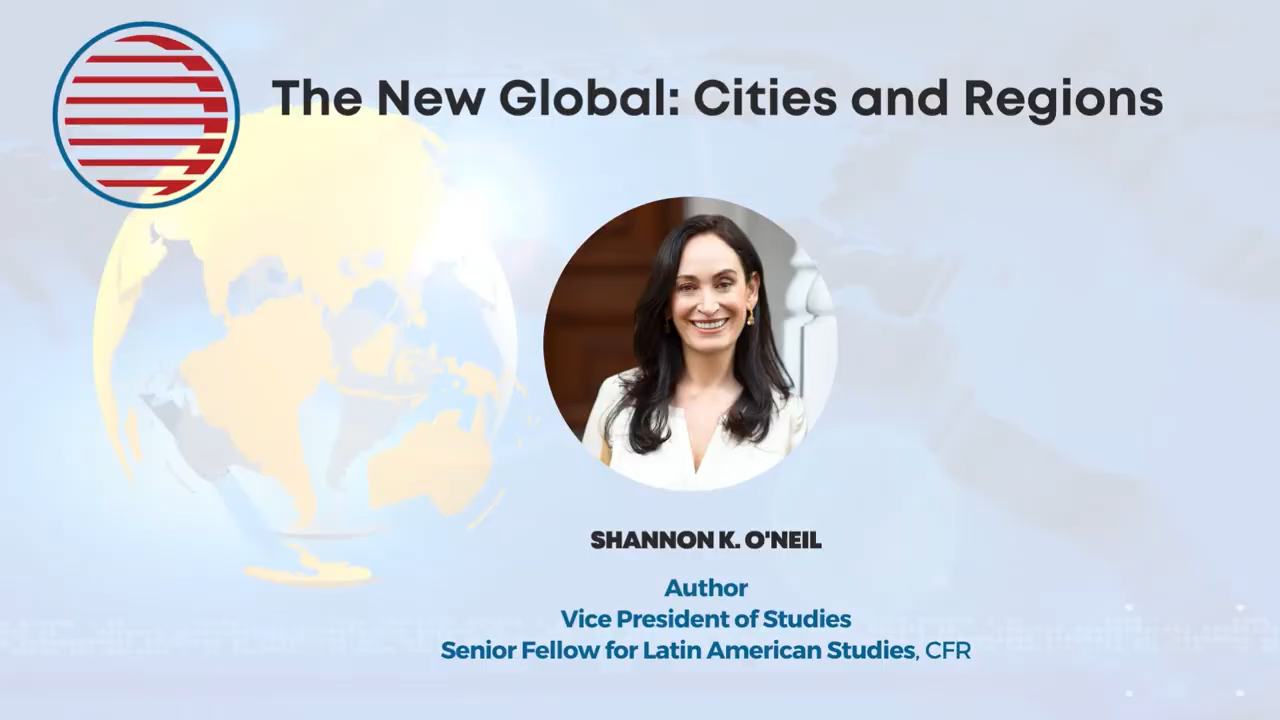 The New Global: Cities and Regions
SHANNON K. O'NEIL
Author
Vice President of Studies
Senior Fellow for Latin American Studies, CFR